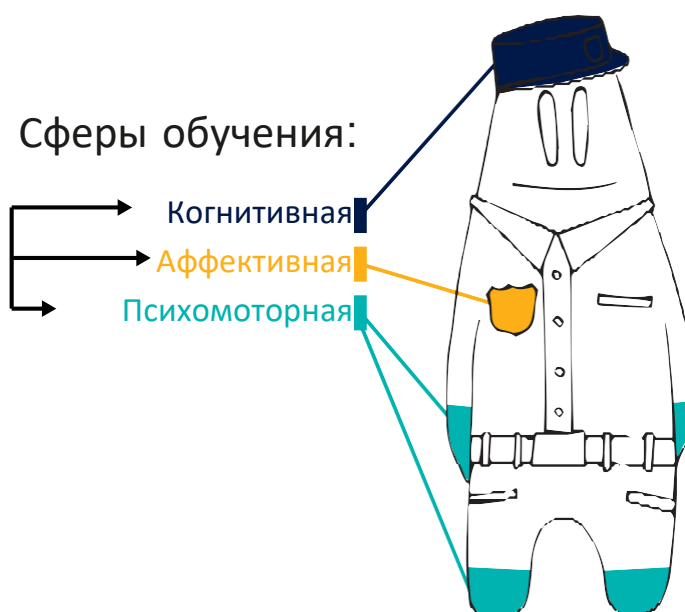 Сферы обучения:
Когнитивная
Аффективная
Психомоторная